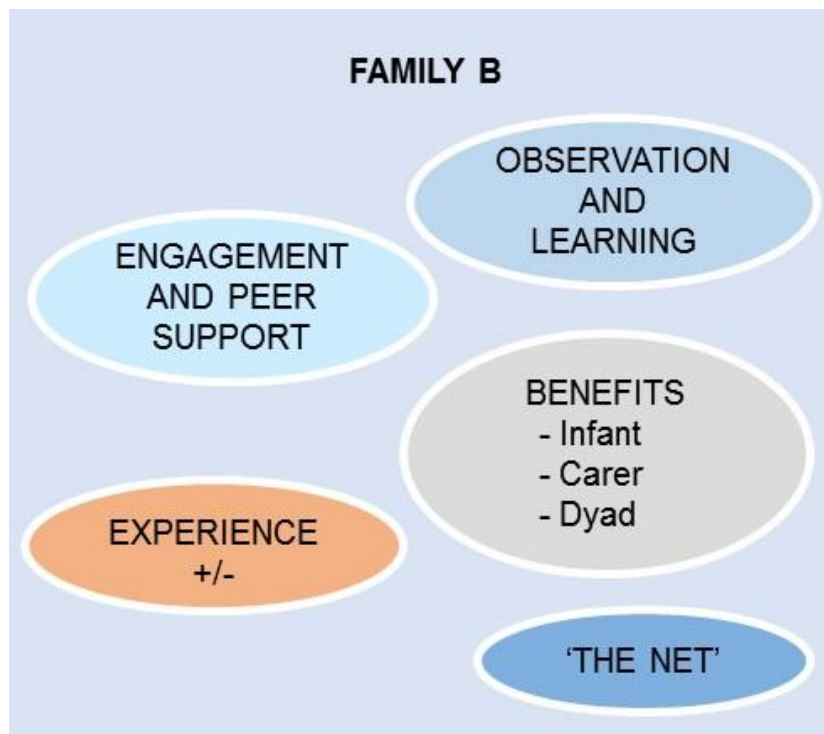 FAMILY B
OBSERVATION
AND
LEARNING
ENGAGEMENT
AND PEER
SUPPORT
BENEFITS
- Infant
- Carer
- Dyad
EXPERIENCE
+/-
‘THE NET’